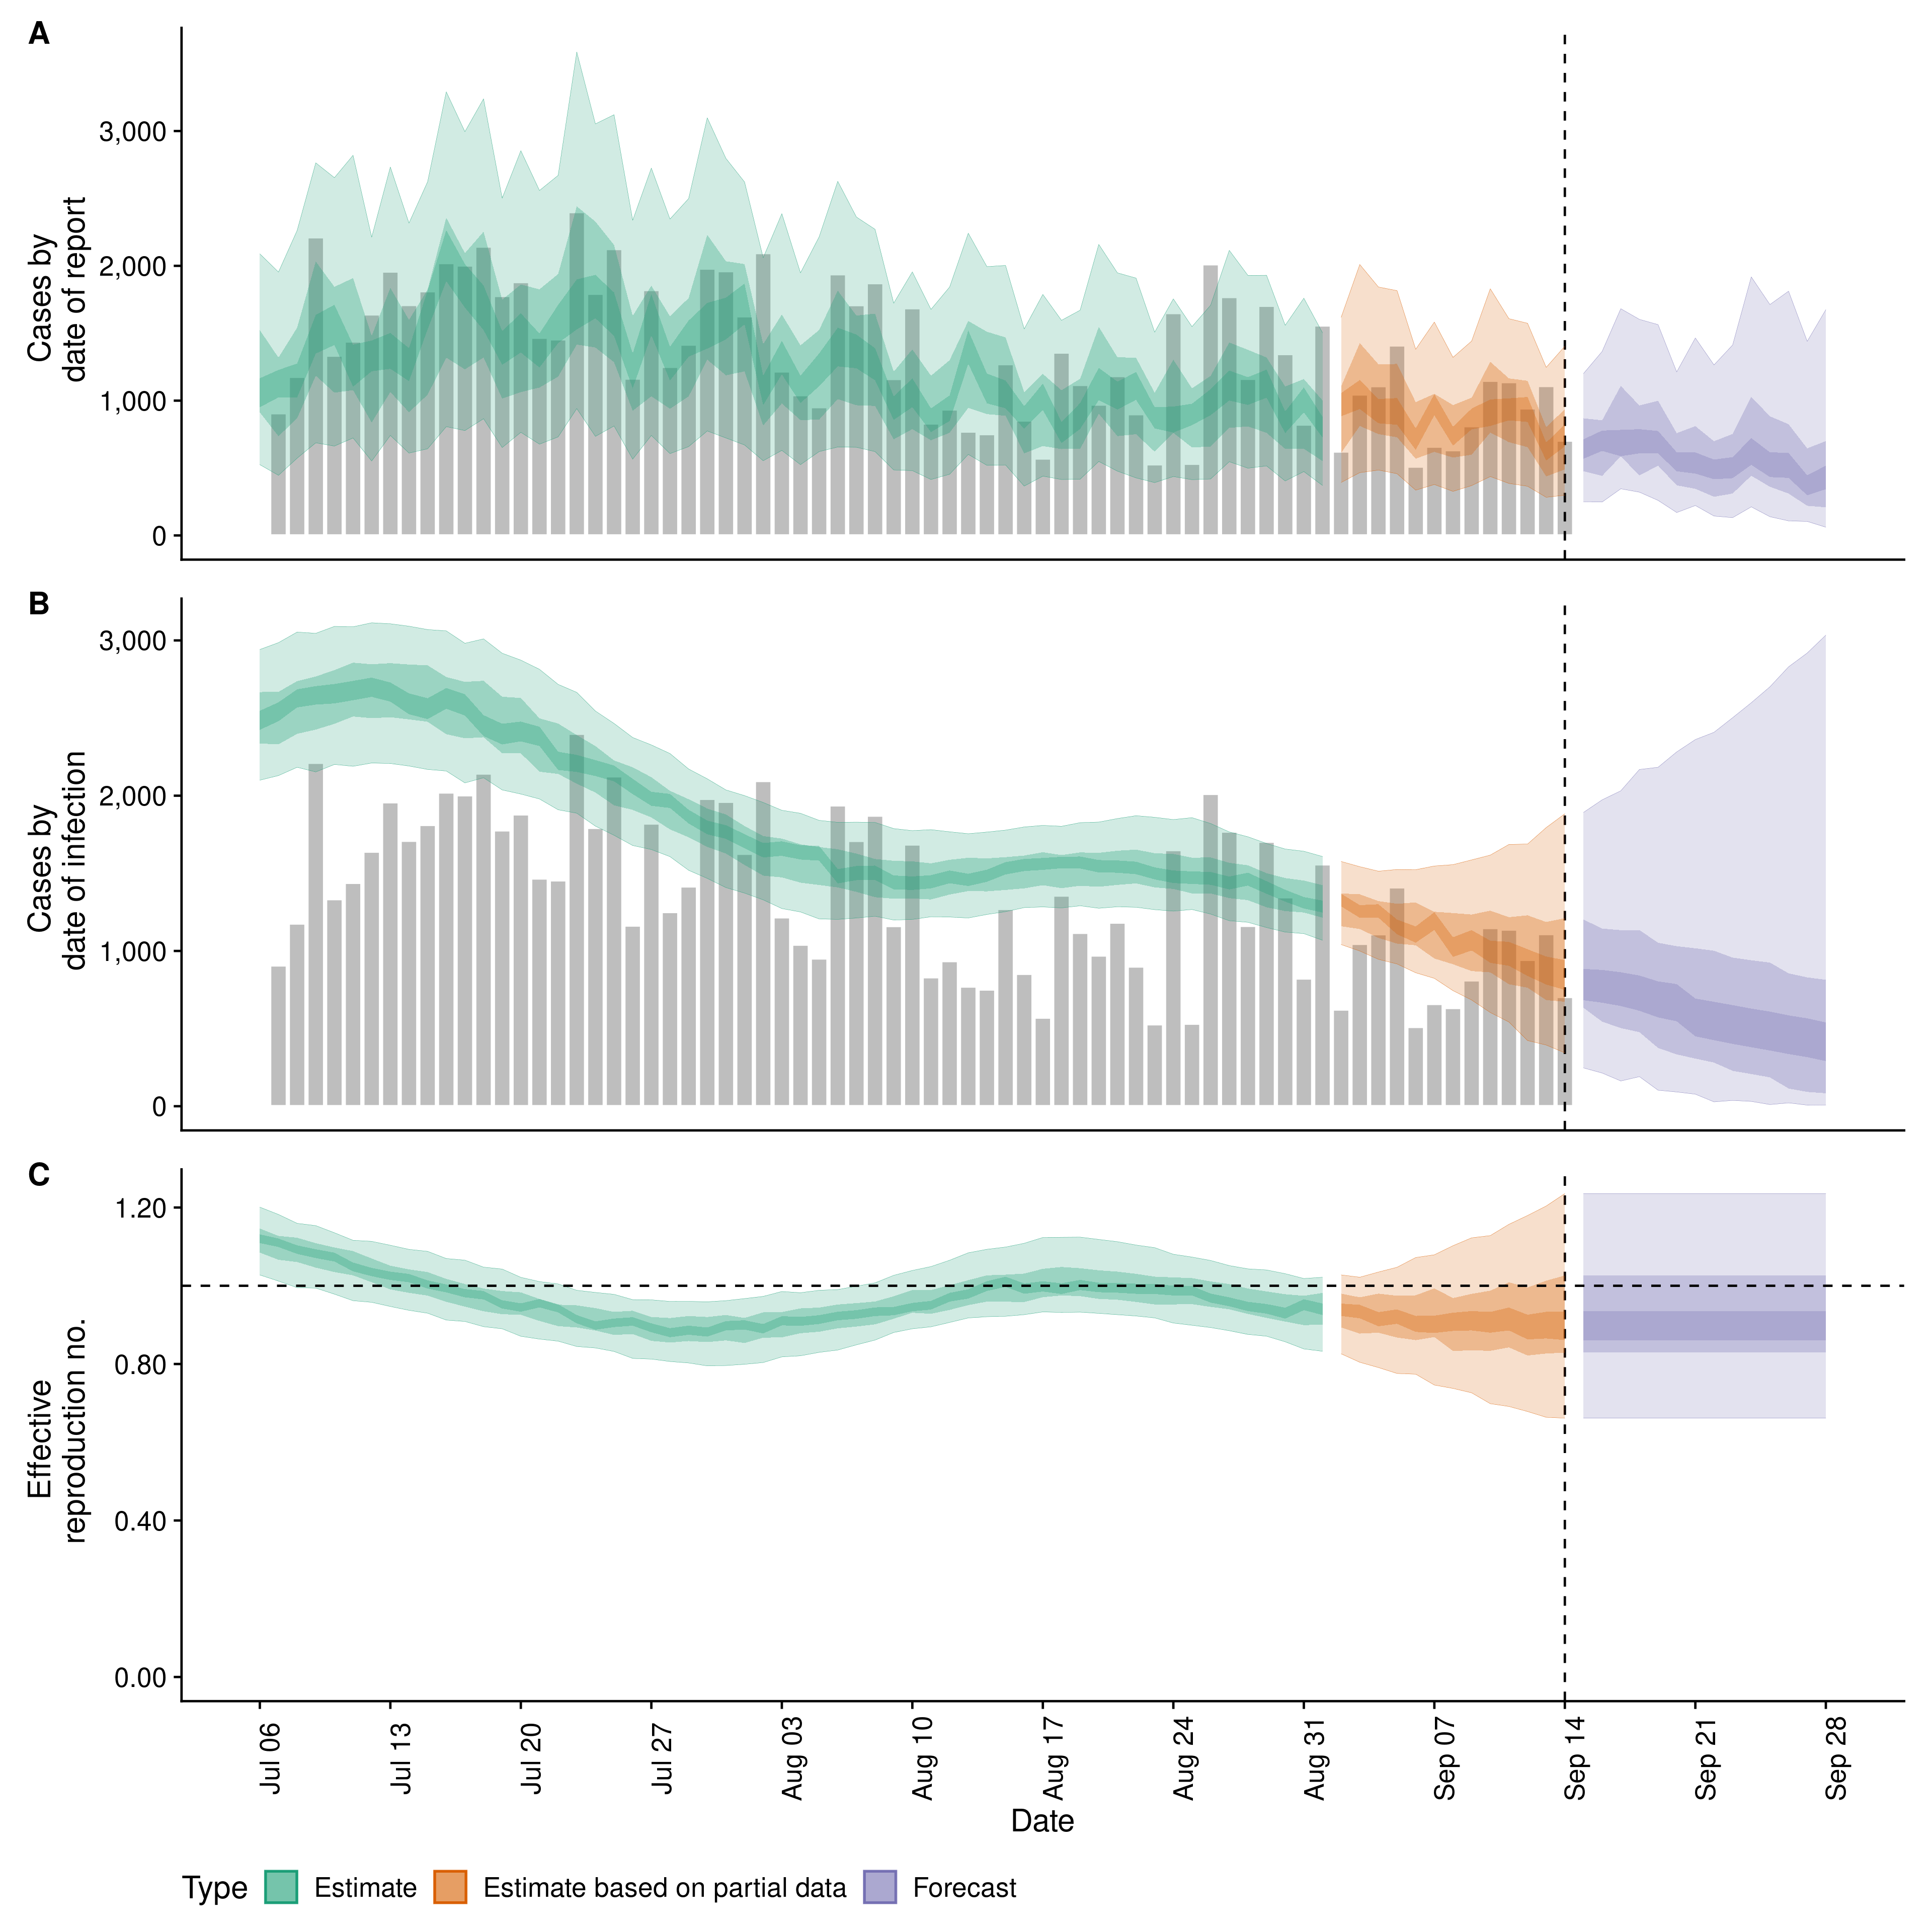 A
Cases by
date of report
3,000
2,000
1,000
0
B
Cases by
date of infection
3,000
2,000
1,000
0
C
Effective
reproduction no.
1.20
0.80
0.40
0.00
Jul 06
Jul 13
Jul 20
Jul 27
Aug 03
Aug 10
Aug 17
Aug 24
Aug 31
Sep 07
Sep 14
Sep 21
Sep 28
Date
Type Estimate Estimate based on partial data Forecast